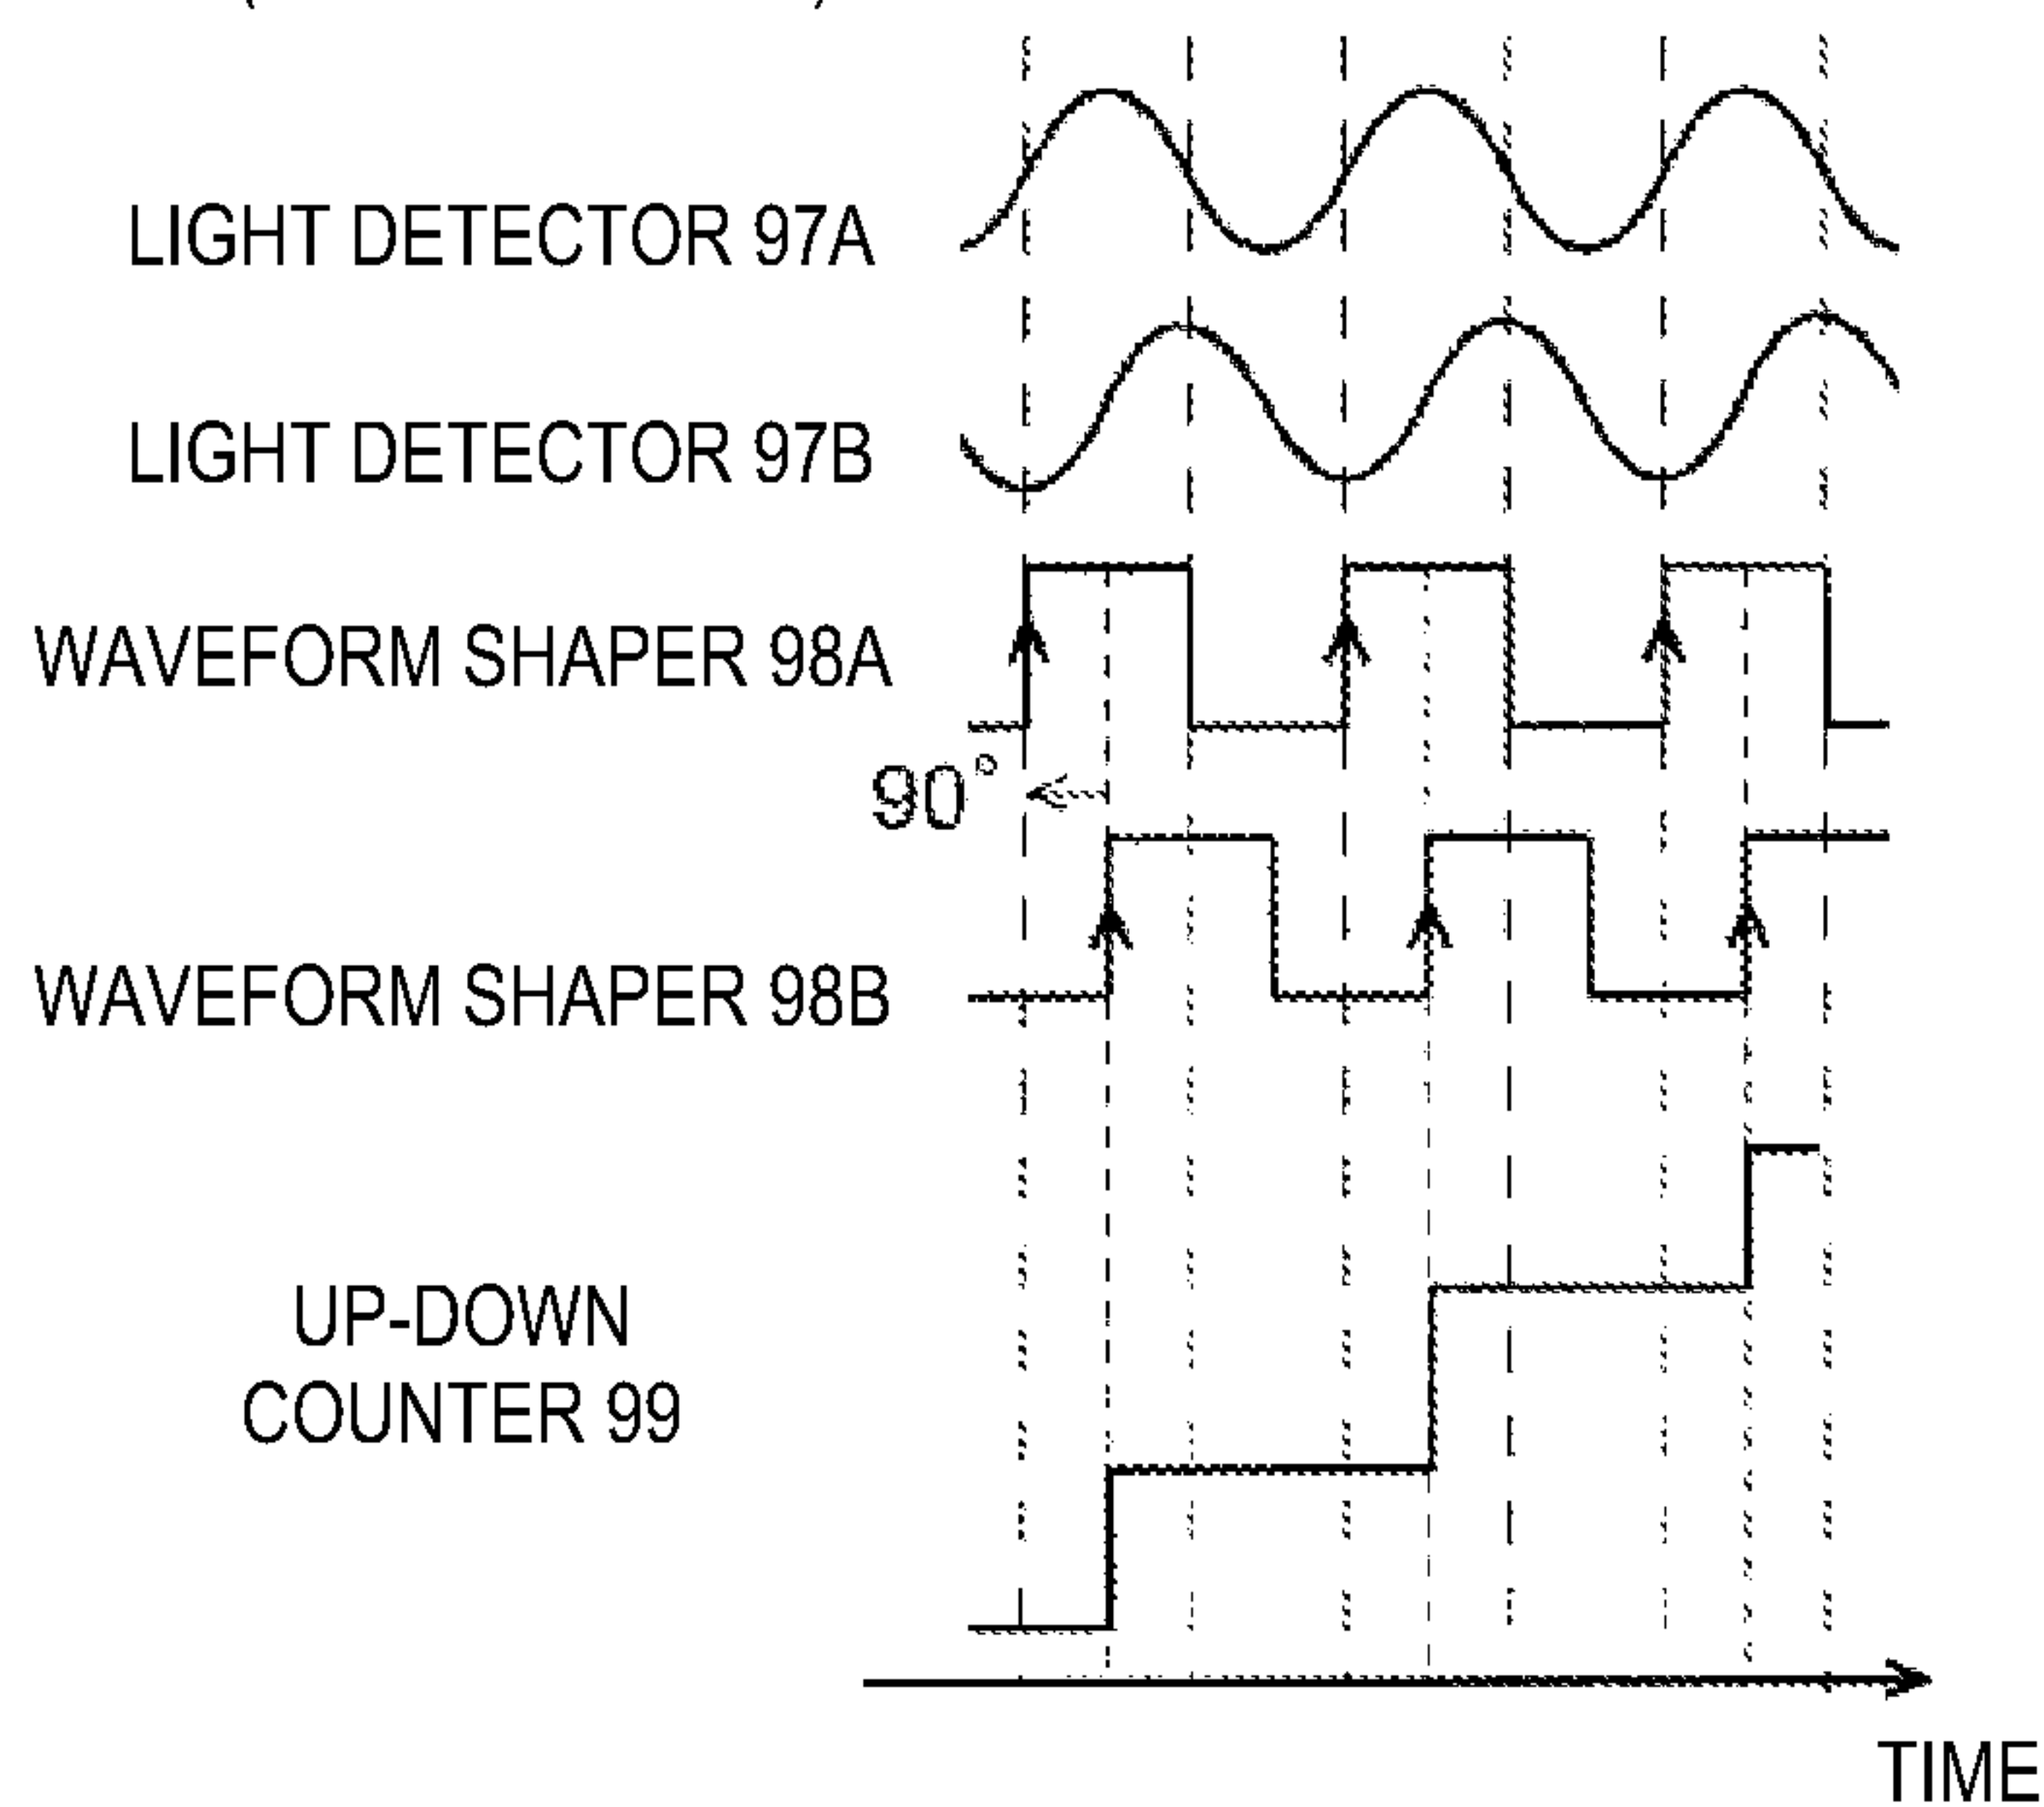 LIGHT DETECTOR 97A
LIGHT DETECTOR 97B
WAVEFORM SHAPER 98A
90°
WAVEFORM SHAPER 98B
UP-DOWN
COUNTER 99
TIME